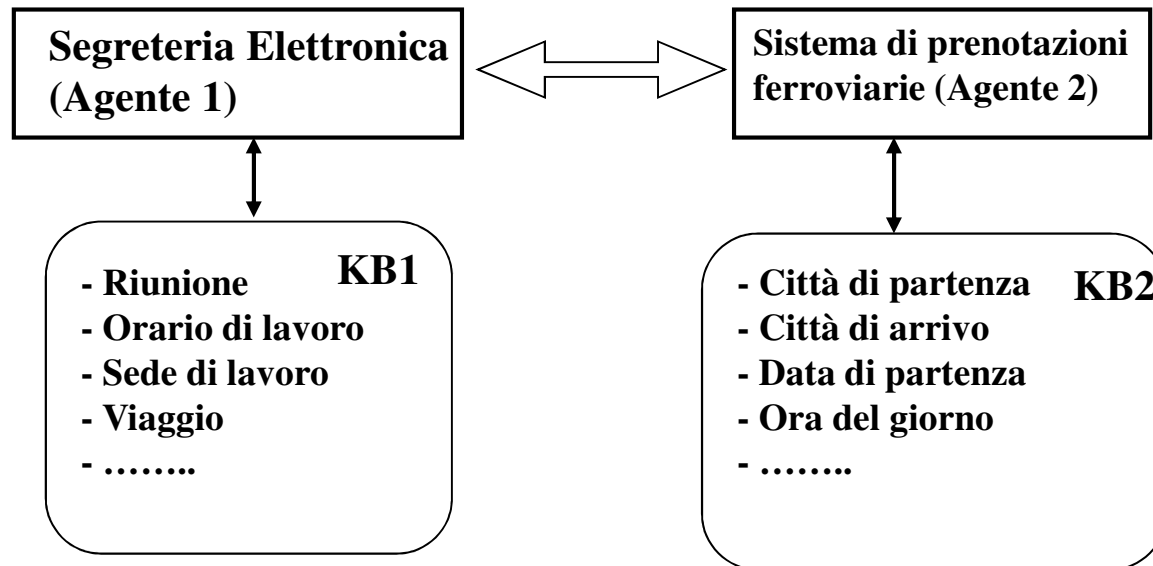 Segreteria Elettronica
(Agente 1)
Sistema di prenotazioni
ferroviarie (Agente 2)
KB1
- Riunione
- Orario di lavoro
- Sede di lavoro
- Viaggio
- ……..
KB2
- Città di partenza
- Città di arrivo
- Data di partenza
- Ora del giorno
- ……..